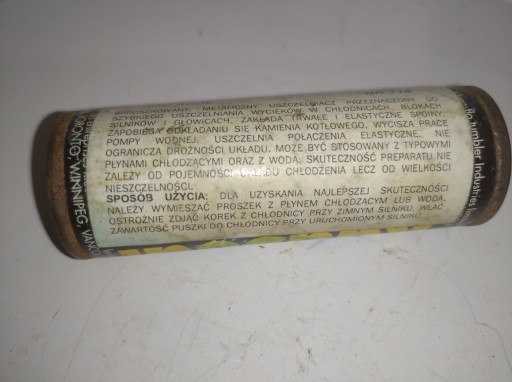 SPROSZKOWANY, METALICZNY USZCZELNIACZ PRZEZNACZONY DO
SZYBKIEGO USZCZELNIANIA WYCIEKÓW W CHŁODNICACH, BLOKACH
SILNIKÓW I GŁOWICACH. ZAKŁADA TRWAŁE I ELASTYCZNE SPOINY.
ZAPOBIEGA ODKŁADANIU SIĘ KAMIENIA KOTŁOWEGO, WYCISZA PRACĘ
POMPY WODNEJ, USZCZELNIA POŁĄCZENIA ELASTYCZNE, NIE
OGRANICZA DROŻNOŚCI UKŁADU. MOŻE BYĆ STOSOWANY Z TYPOWYMI
PŁYNAMI CHŁODZĄCYMI ORAZ Z WODĄ. SKUTECZNOŚĆ PREPARATU NIE
ZALEŻY OD POJEMNOŚCI UKŁADU CHŁODZENIA LECZ OD WIELKOŚCI
NIESZCZELNOŚCI.
SPOSÓB UŻYCIA: DLA UZYSKANIA NAJLEPSZEJ SKUTECZNOŚCI
NALEŻY WYMIESZAĆ PROSZEK Z PŁYNEM CHŁODZĄCYM LUB WODĄ.
OSTROŻNIE ZDJĄĆ KOREK Z CHŁODNICY PRZY ZIMNYM SILNIKU. WLAĆ
ZAWARTOŚĆ PUSZKI DO CHŁODNICY PRZY URUCHOMIONYM SILNIKU.
TORONTO, WINNIPEG,
Tumbler Industries